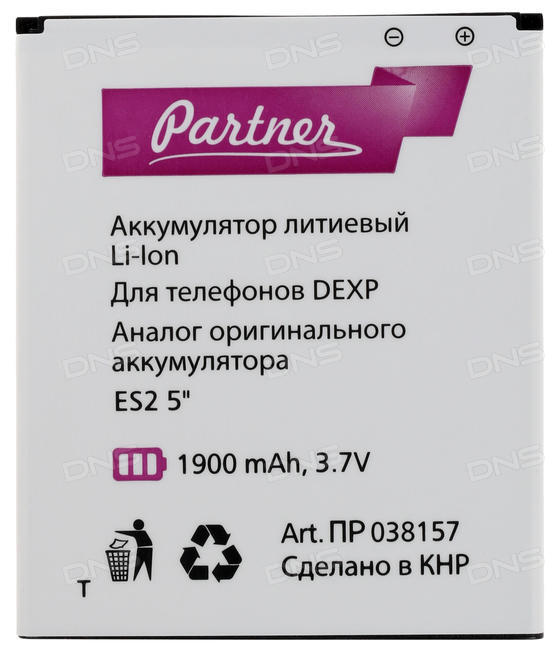 Partner
Аккумулятор литиевый
Li-Ion
Для телефонов DEXP
Аналог оригинального
аккумулятора
ES2 5"
1900 mAh, 3.7V
Art. ПР 038157
Сделано в КНР
T
DNS